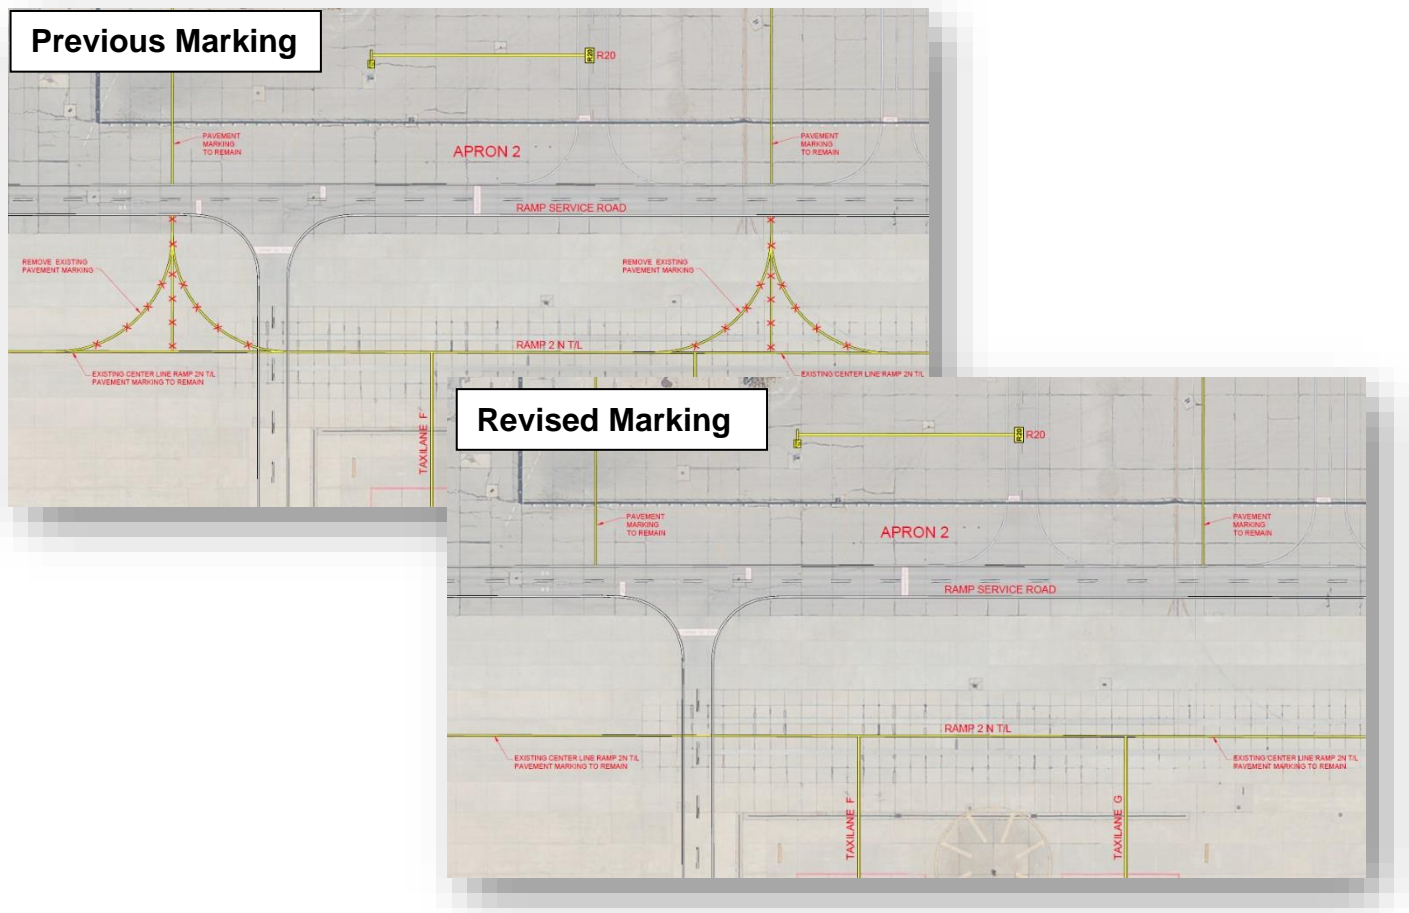 Previous Marking
R20
R20
PAVEMENT
MARKING
TO REMAIN
APRON 2
PAVEMENT
MARKING
TO REMAIN
RAMP SERVICE ROAD
REMOVE EXISTING
PAVEMENT MARKING
REMOVE EXISTING
PAVEMENT MARKING
RAMP 2 N T/L
EXISTING CENTER LINE RAMP 2N T/L
PAVEMENT MARKING TO REMAIN
EXISTING CENTER LINE RAMP 2N T/L
TAXILANE F
Revised Marking
R20
R20
PAVEMENT
MARKING
TO REMAIN
APRON 2
PAVEMENT
MARKING
TO REMAIN
RAMP SERVICE ROAD
RAMP 2 N T/L
EXISTING CENTER LINE RAMP 2N T/L
PAVEMENT MARKING TO REMAIN
EXISTING CENTER LINE RAMP 2N T/L
PAVEMENT MARKING TO REMAIN
TAXILANE F
TAXILANE G